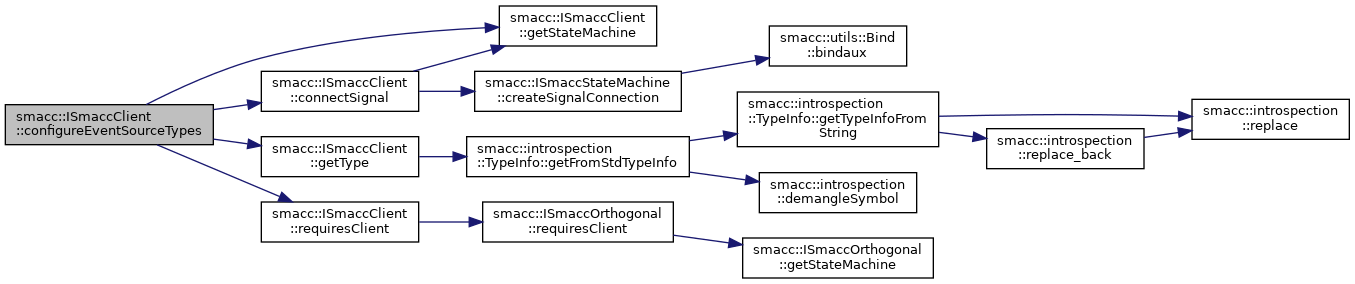 smacc::ISmaccClient
::configureEventSourceTypes
smacc::ISmaccClient
::getStateMachine
smacc::ISmaccClient
::connectSignal
smacc::ISmaccStateMachine
::createSignalConnection
smacc::utils::Bind
::bindaux
smacc::ISmaccClient
::getType
smacc::introspection
::TypeInfo::getFromStdTypeInfo
smacc::introspection
::TypeInfo::getTypeInfoFrom
String
smacc::introspection
::replace
smacc::introspection
::replace_back
smacc::introspection
::demangleSymbol
smacc::ISmaccClient
::requiresClient
smacc::ISmaccOrthogonal
::requiresClient
smacc::ISmaccOrthogonal
::getStateMachine